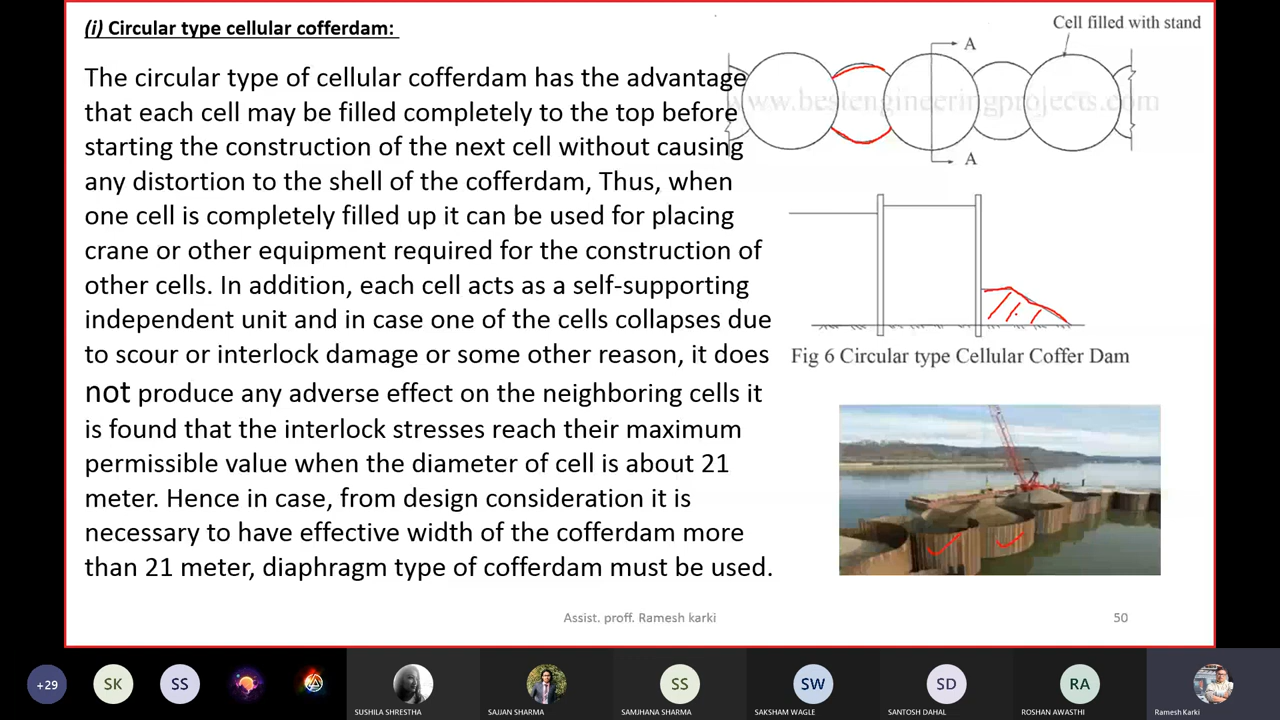 (i) Circular type cellular cofferdam:
The circular type of cellular cofferdam has the advantage
that each cell may be filled completely to the top before
starting the construction of the next cell without causing
any distortion to the shell of the cofferdam, Thus, when
one cell is completely filled up it can be used for placing
crane or other equipment required for the construction of
other cells. In addition, each cell acts as a self-supporting
independent unit and in case one of the cells collapses due
to scour or interlock damage or some other reason, it does
not produce any adverse effect on the neighboring cells it
is found that the interlock stresses reach their maximum
permissible value when the diameter of cell is about 21
meter. Hence in case, from design consideration it is
necessary to have effective width of the cofferdam more
than 21 meter, diaphragm type of cofferdam must be used.
Cell filled with stand
A
www.bestengineeringprojects.com
A
Fig 6 Circular type Cellular Coffer Dam
Assist. proff. Ramesh karki
50
+29
SK
SS
SUSHILA SHRESTHA
SAJJAN SHARMA
SS
SAMJHANA SHARMA
SW
SAKSHAM WAGLE
SD
SANTOSH DAHAL
RA
ROSHAN AWASTHI
Ramesh Karki